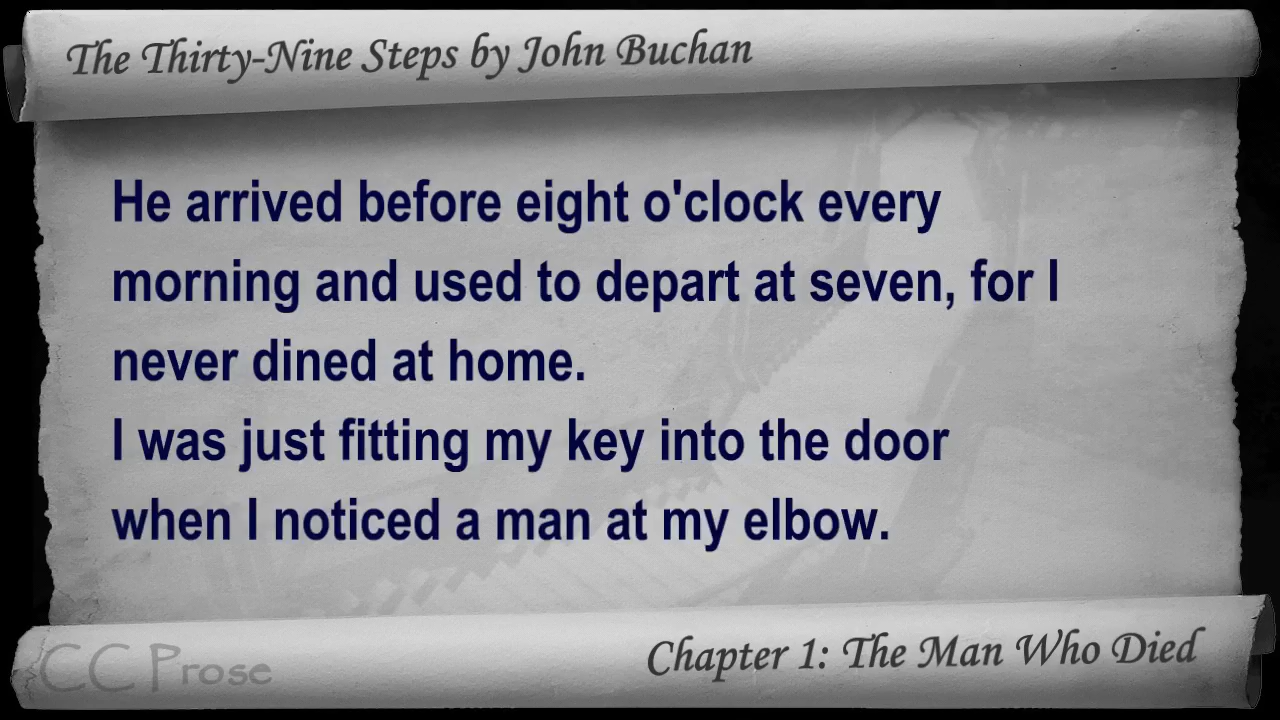 The Thirty-Nine Steps by John Buchan
He arrived before eight o'clock every
morning and used to depart at seven, for I
never dined at home.
I was just fitting my key into the door
when I noticed a man at my elbow.
CC Prose
Chapter 1: The Man Who Died